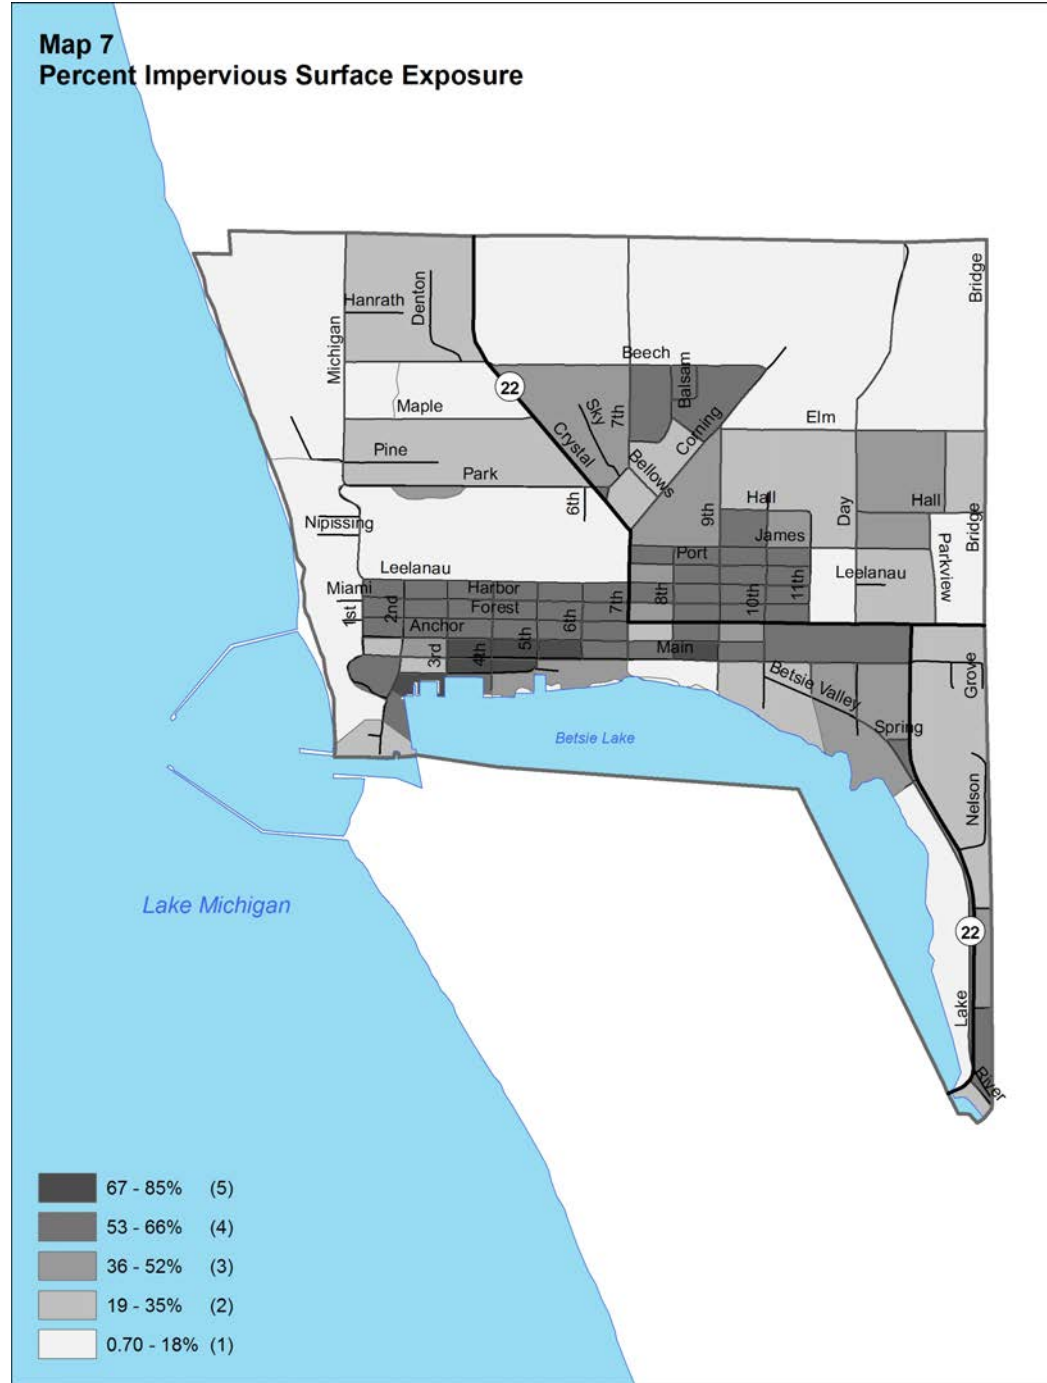 Map 7
Percent Impervious Surface Exposure
Bridge
Denton
Hanrath
Michigan
Beech
22
Balsam
Maple
Sky
7th
Corning
Elm
Crystal
Pine
Bellows
Park
6th
9th
Hall
Day
Hall
Nipissing
James
Bridge
Parkview
Port
Leelanau
Leelanau
Miami
Harbor
1st
2nd
Forest
6th
7th
8th
10th
11th
Anchor
5th
3rd
4th
Main
Grove
Betsie Valley
Spring
Betsie Lake
Nelson
Lake Michigan
22
Lake
River
67 - 85% (5)
53 - 66% (4)
36 - 52% (3)
19 - 35% (2)
0.70 - 18% (1)